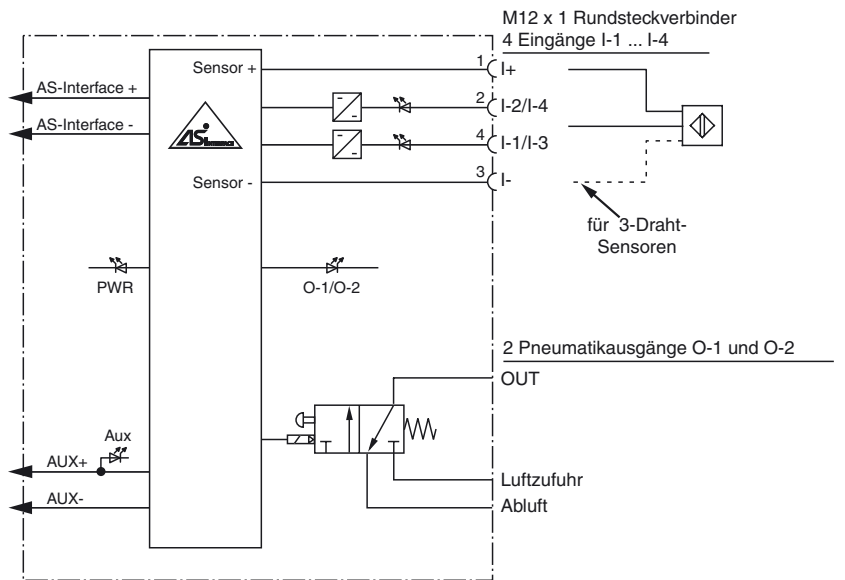 M12 x 1 Rundsteckverbinder
4 Eingänge I-1 ... I-4
Sensor +
1
I+
AS-Interface +
2
I-2/I-4
AS-Interface -
ASi
INTERFACE
4
I-1/I-3
Sensor -
3
I-
für 3-Draht-
Sensoren
PWR
O-1/O-2
2 Pneumatikausgänge O-1 und O-2
OUT
Aux
AUX+
Luftzufuhr
AUX-
Abluft